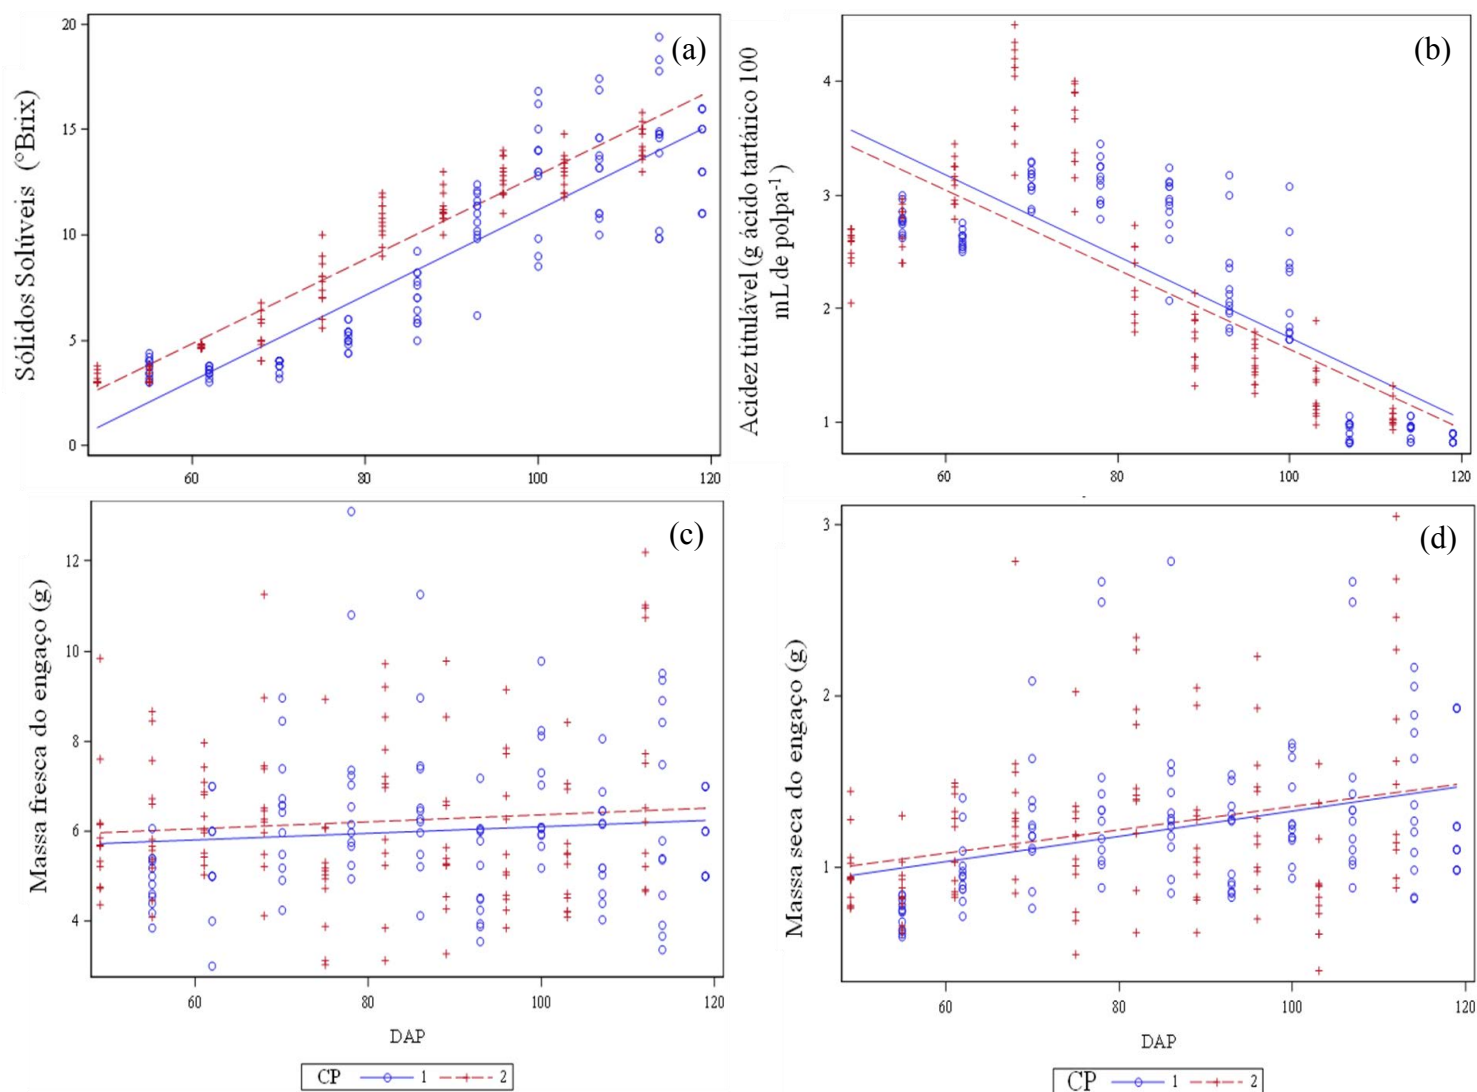 (a)
Sólidos Solúveis (°Brix)
20
15
10
5
0
60
80
100
120
(b)
Acidez titulável (g ácido tartárico 100
mL de polpa⁻¹ )
4
3
2
1
60
80
100
120
(c)
Massa fresca do engaço (g)
12
10
8
6
4
60
80
100
120
DAP
CP 1 2
(d)
Massa seca do engaço (g)
3
2
1
60
80
100
120
DAP
CP 1 2